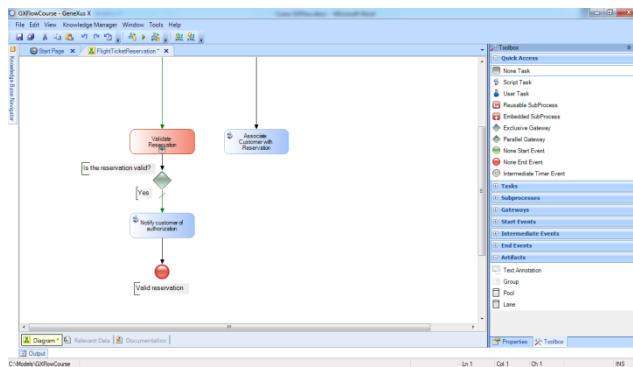 GXFlowCourse - GeneXus X
File Edit View Knowledge Manager Window Tools Help
Start Page X FlightTicketReservation * X
Knowledge Base Navigator
Validate
Reservation
Associate
Customer with
Reservation
Is the reservation valid?
Yes
Notify customer of
authorization
Valid reservation
Toolbox
Quick Access
None Task
Script Task
User Task
Reusable SubProcess
Embedded SubProcess
Exclusive Gateway
Parallel Gateway
None Start Event
None End Event
Intermediate Timer Event
Tasks
Subprocesses
Gateways
Start Events
Intermediate Events
End Events
Artifacts
Text Annotation
Group
Pool
Lane
Diagram * Relevant Data Documentation
Properties Toolbox
Output
C:\Models\GXFlowCourse Ln 1 Col 1 Ch 1 INS